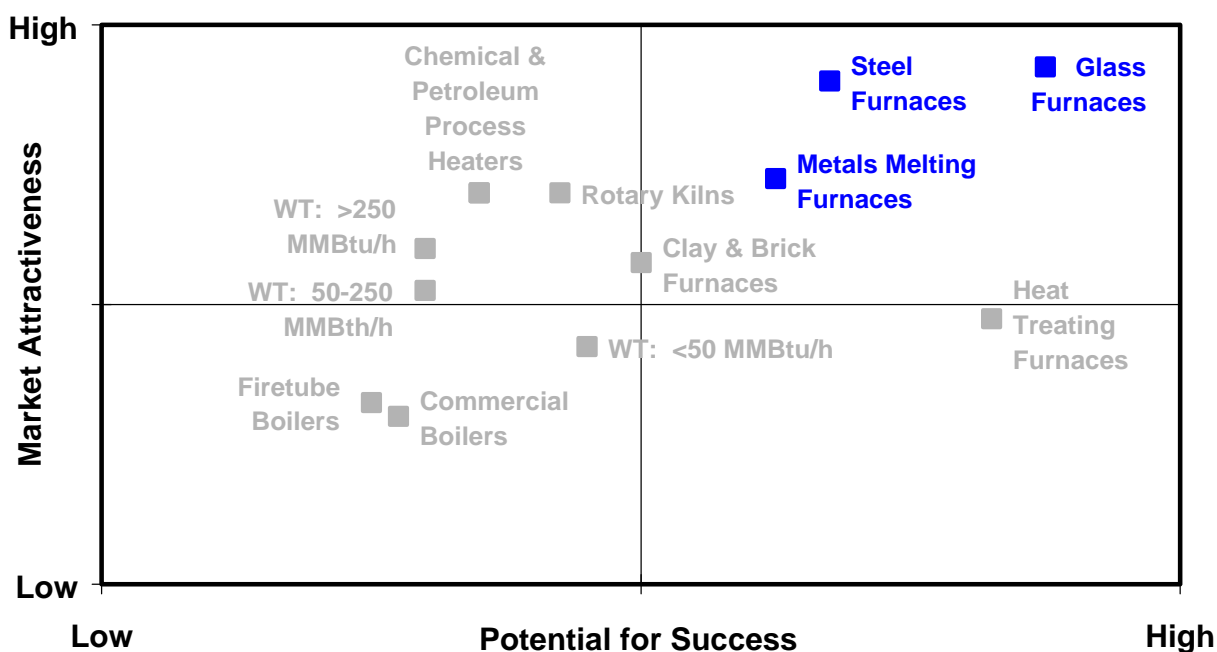 High
Chemical &
Petroleum
Process
Heaters
Steel
Furnaces
Glass
Furnaces
Metals Melting
Furnaces
Rotary Kilns
WT: >250
MMBtu/h
Clay & Brick
Furnaces
WT: 50-250
MMBth/h
Heat
Treating
Furnaces
WT: <50 MMBtu/h
Firetube
Boilers
Commercial
Boilers
Market Attractiveness
Low
Low
Potential for Success
High